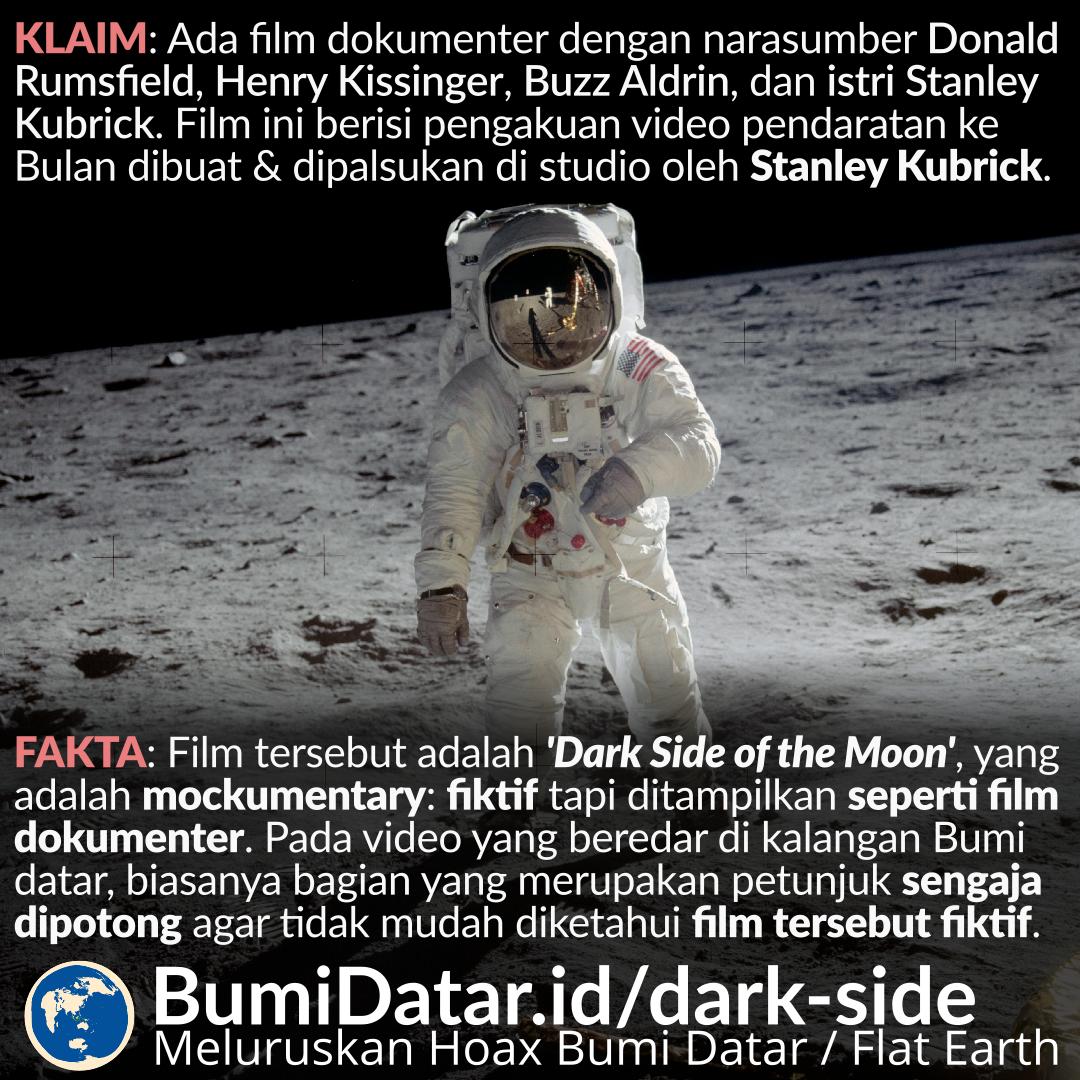 KLAIM: Ada film dokumenter dengan narasumber Donald
Rumsfield, Henry Kissinger, Buzz Aldrin, dan istri Stanley
Kubrick. Film ini berisi pengakuan video pendaratan ke
Bulan dibuat & dipalsukan di studio oleh Stanley Kubrick.
FAKTA: Film tersebut adalah 'Dark Side of the Moon', yang
adalah mockumentary: fiktif tapi ditampilkan seperti film
dokumenter. Pada video yang beredar di kalangan Bumi
datar, biasanya bagian yang merupakan petunjuk sengaja
dipotong agar tidak mudah diketahui film tersebut fiktif.
BumiDatar.id/dark-side
Meluruskan Hoax Bumi Datar / Flat Earth